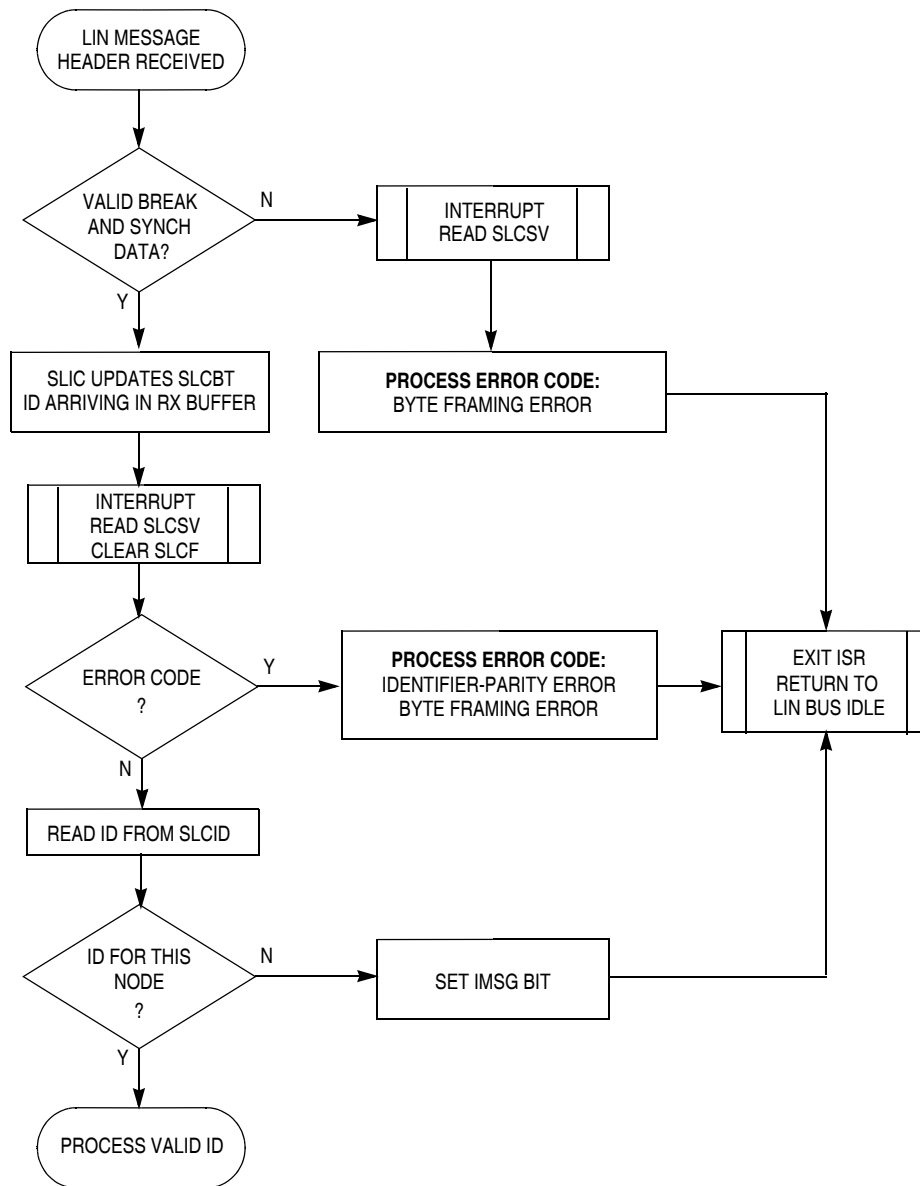 LIN MESSAGE
HEADER RECEIVED
VALID BREAK
AND SYNCH
DATA?
N
INTERRUPT
READ SLCSV
Y
SLIC UPDATES SLCBT
ID ARRIVING IN RX BUFFER
PROCESS ERROR CODE:
BYTE FRAMING ERROR
INTERRUPT
READ SLCSV
CLEAR SLCF
ERROR CODE
?
Y
PROCESS ERROR CODE:
IDENTIFIER-PARITY ERROR
BYTE FRAMING ERROR
EXIT ISR
RETURN TO
LIN BUS IDLE
N
READ ID FROM SLCID
ID FOR THIS
NODE
?
N
SET IMSG BIT
Y
PROCESS VALID ID